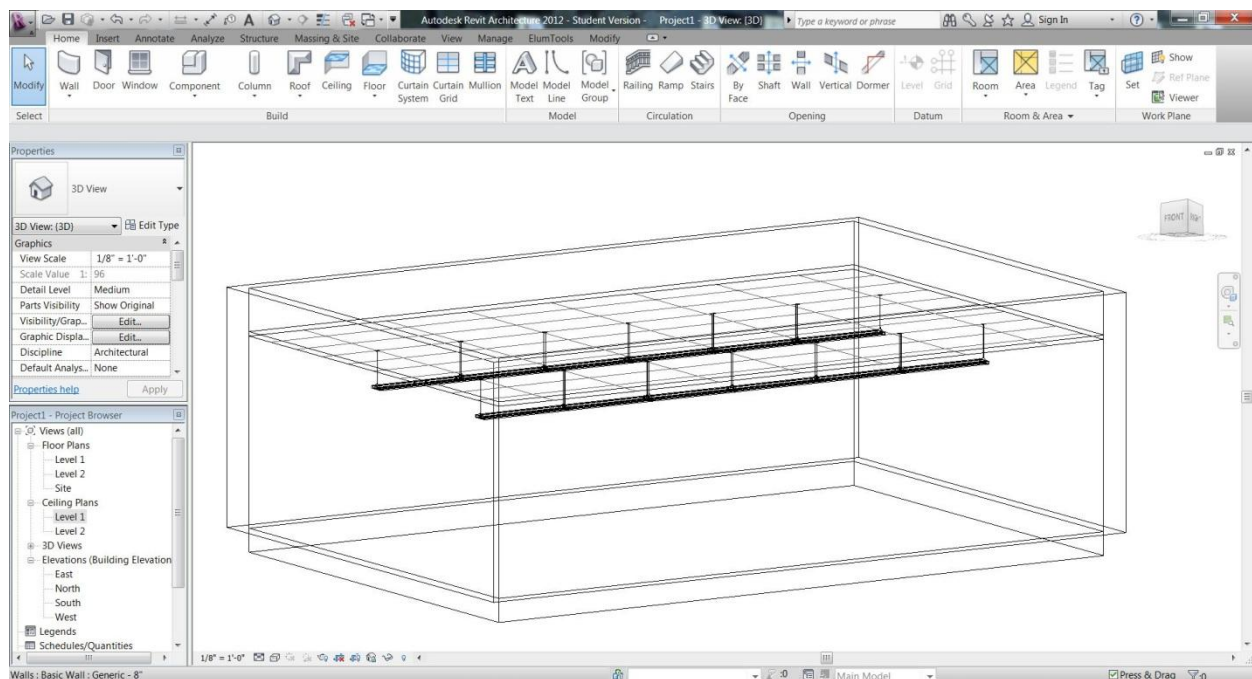 Autodesk Revit Architecture 2012 - Student Version - Project1 - 3D View: {3D}
Type a keyword or phrase
Sign In
Home Insert Annotate Analyze Structure Massing & Site Collaborate View Manage ElumTools Modify
Modify Wall Door Window Component Column Roof Ceiling Floor Curtain System Curtain Grid Mullion Model Text Model Line Model Group Railing Ramp Stairs By Face Shaft Wall Vertical Dormer Level Grid Room Area Legend Tag Set Show
Ref Plane
Viewer
Select Build Model Circulation Opening Datum Room & Area Work Plane
Properties
3D View
3D View: {3D} Edit Type
Graphics
View Scale 1/8" = 1'-0"
Scale Value 1: 96
Detail Level Medium
Parts Visibility Show Original
Visibility/Grap... Edit...
Graphic Displa... Edit...
Discipline Architectural
Default Analys... None
Properties help Apply
Project1 - Project Browser
Views (all)
Floor Plans
Level 1
Level 2
Site
Ceiling Plans
Level 1
Level 2
3D Views
Elevations (Building Elevation
East
North
South
West
Legends
Schedules/Quantities
FRONT
1/8" = 1'-0"
Walls : Basic Wall : Generic - 8"
:0
Main Model
Press & Drag
:0